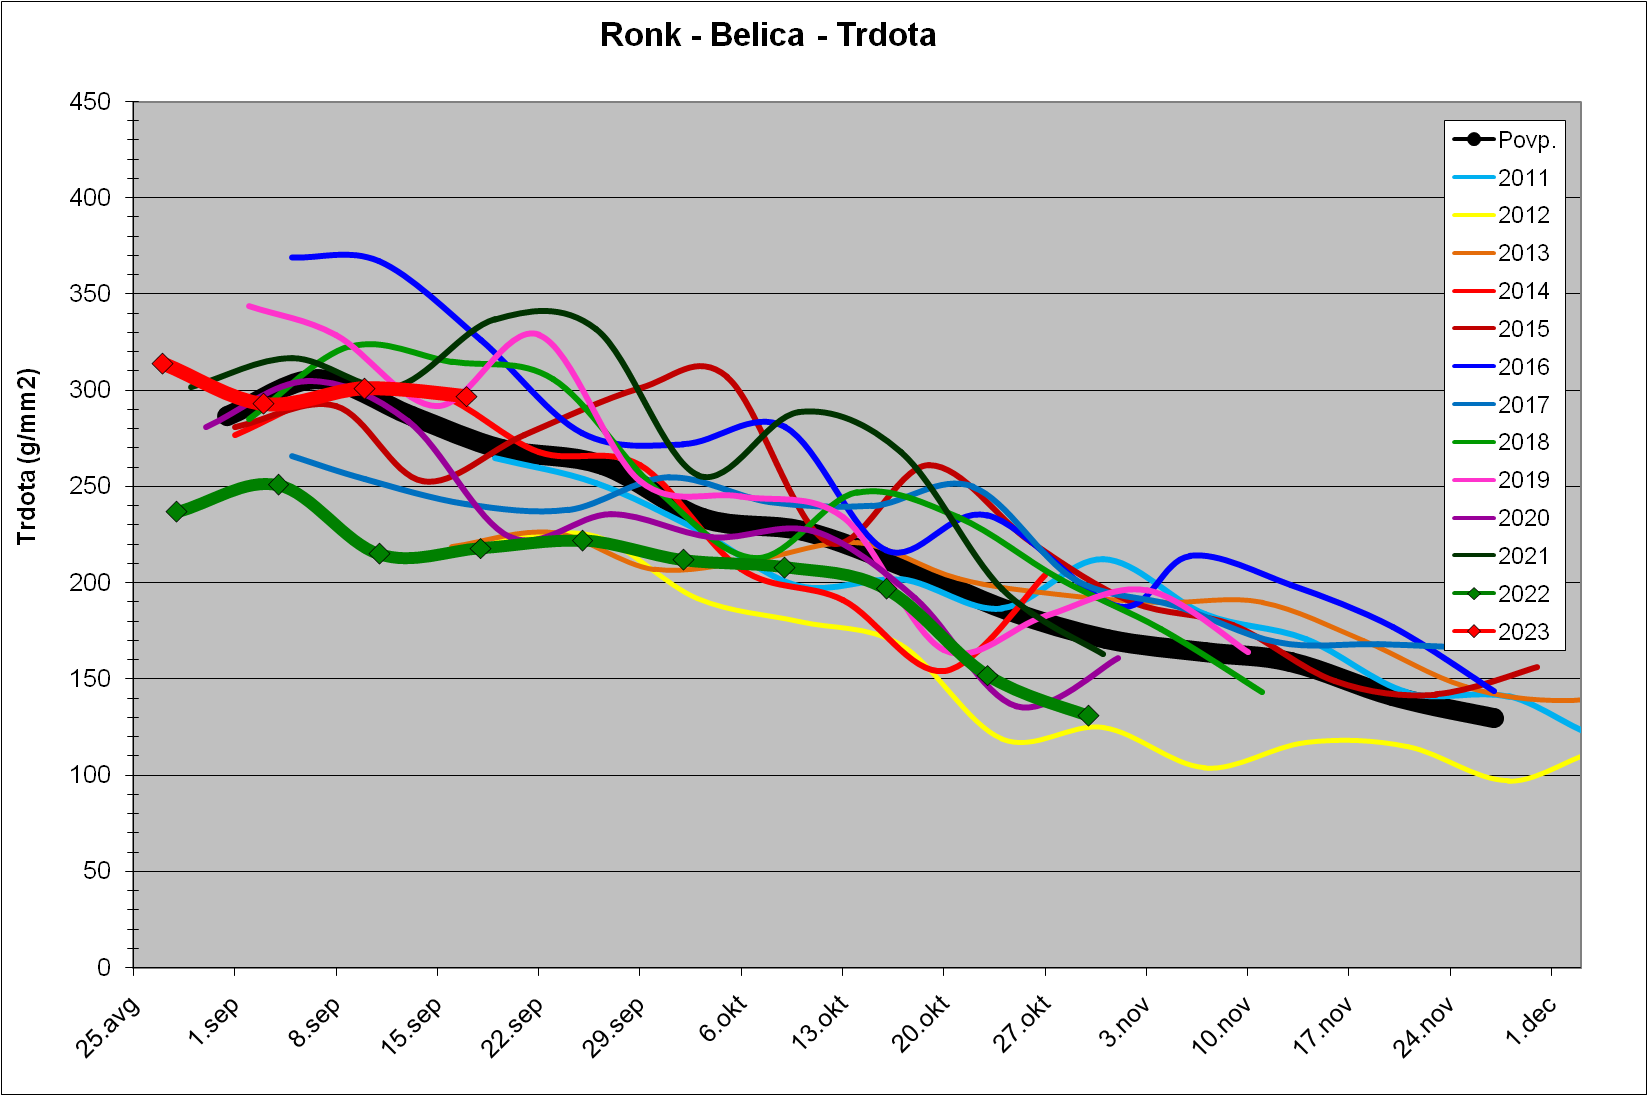 Ronk - Belica - Trdota
Trdota (g/mm2)
450
400
350
300
250
200
150
100
50
0
25.avg
1.sep
8.sep
15.sep
22.sep
29.sep
6.okt
13.okt
20.okt
27.okt
3.nov
10.nov
17.nov
24.nov
1.dec
Povp.
2011
2012
2013
2014
2015
2016
2017
2018
2019
2020
2021
2022
2023